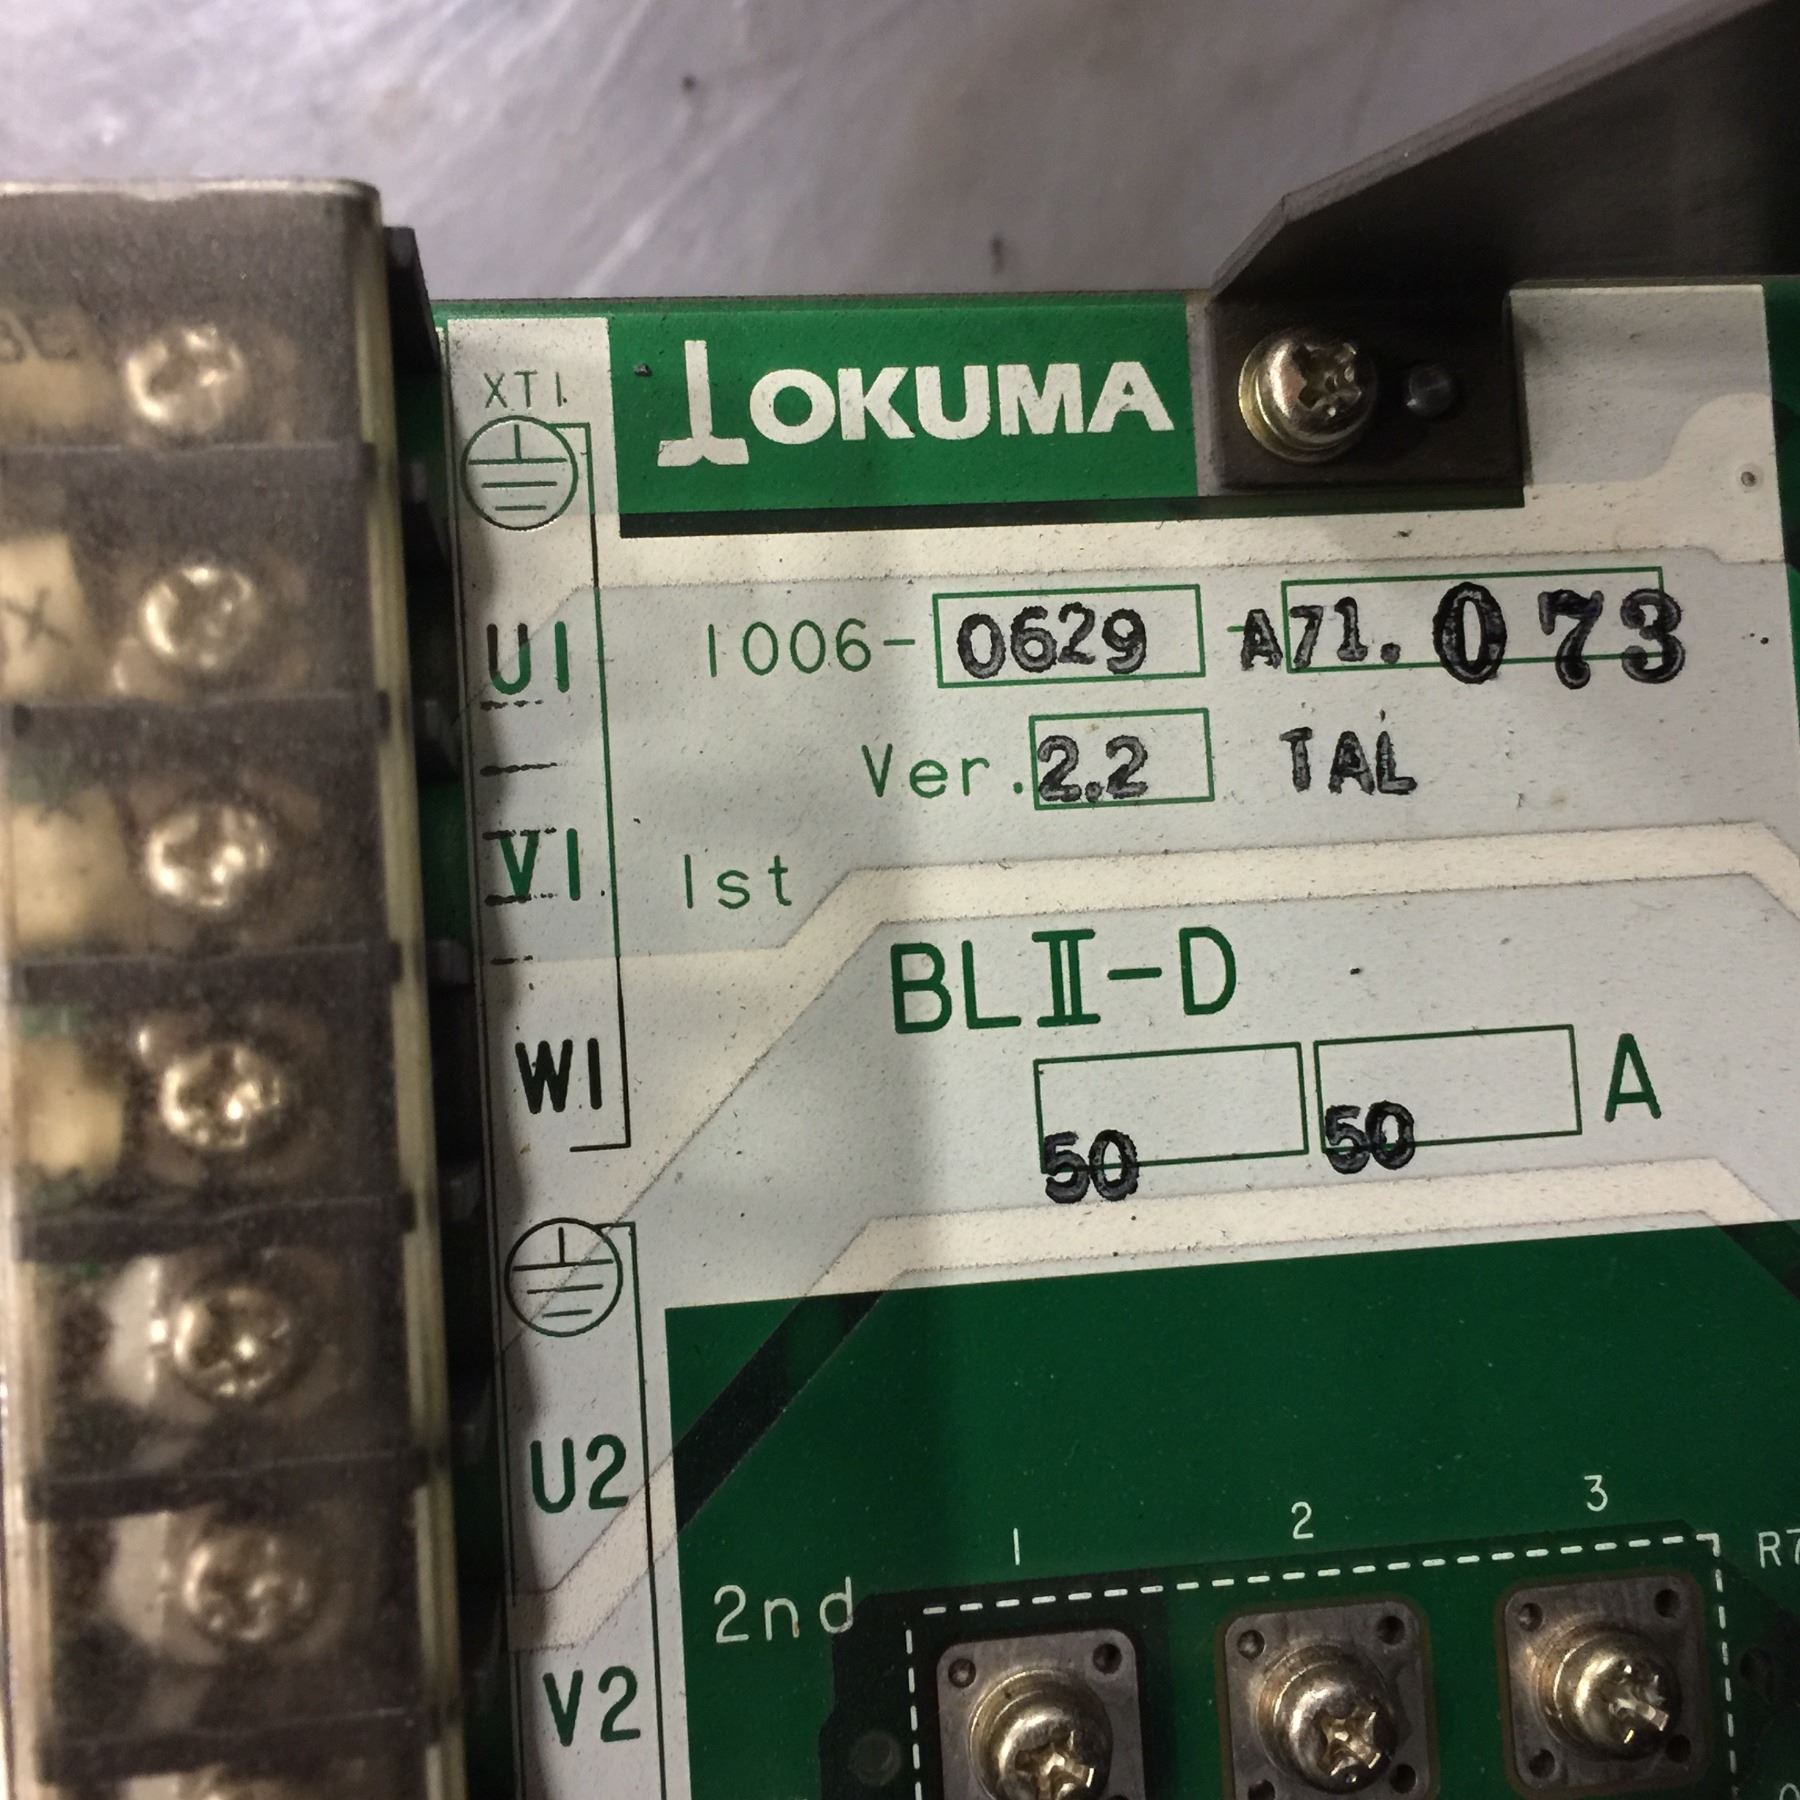 XT1
OKUMA
U1
1006-0629-A71.073
Ver.2.2 TAL
V1
1st
BLⅡ-D
W1
50 50 A
U2
1 2 3
2nd
V2